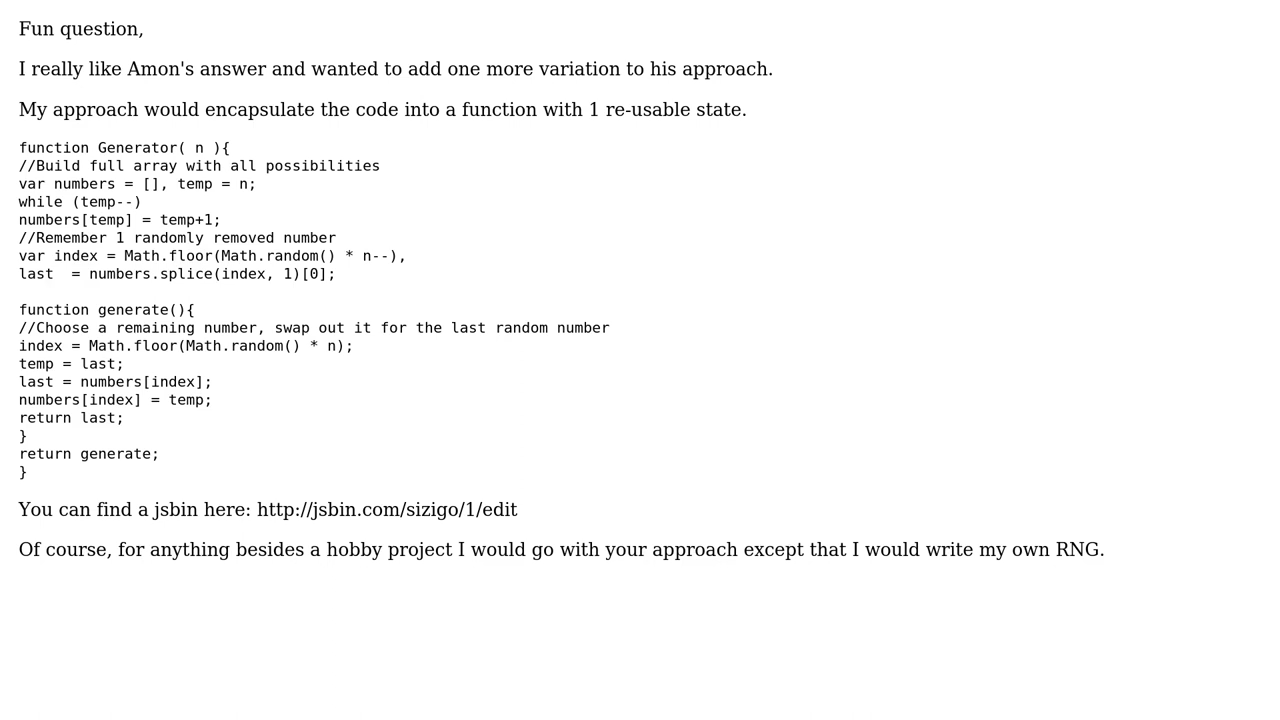 Fun question,
I really like Amon's answer and wanted to add one more variation to his approach.
My approach would encapsulate the code into a function with 1 re-usable state.
function Generator( n ){
//Build full array with all possibilities
var numbers = [], temp = n;
while (temp--)
numbers[temp] = temp+1;
//Remember 1 randomly removed number
var index = Math.floor(Math.random() * n--),
last  = numbers.splice(index, 1)[0];
function generate(){
//Choose a remaining number, swap out it for the last random number
index = Math.floor(Math.random() * n);
temp = last;
last = numbers[index];
numbers[index] = temp;
return last;
}
return generate;
}
You can find a jsbin here: http://jsbin.com/sizigo/1/edit
Of course, for anything besides a hobby project I would go with your approach except that I would write my own RNG.